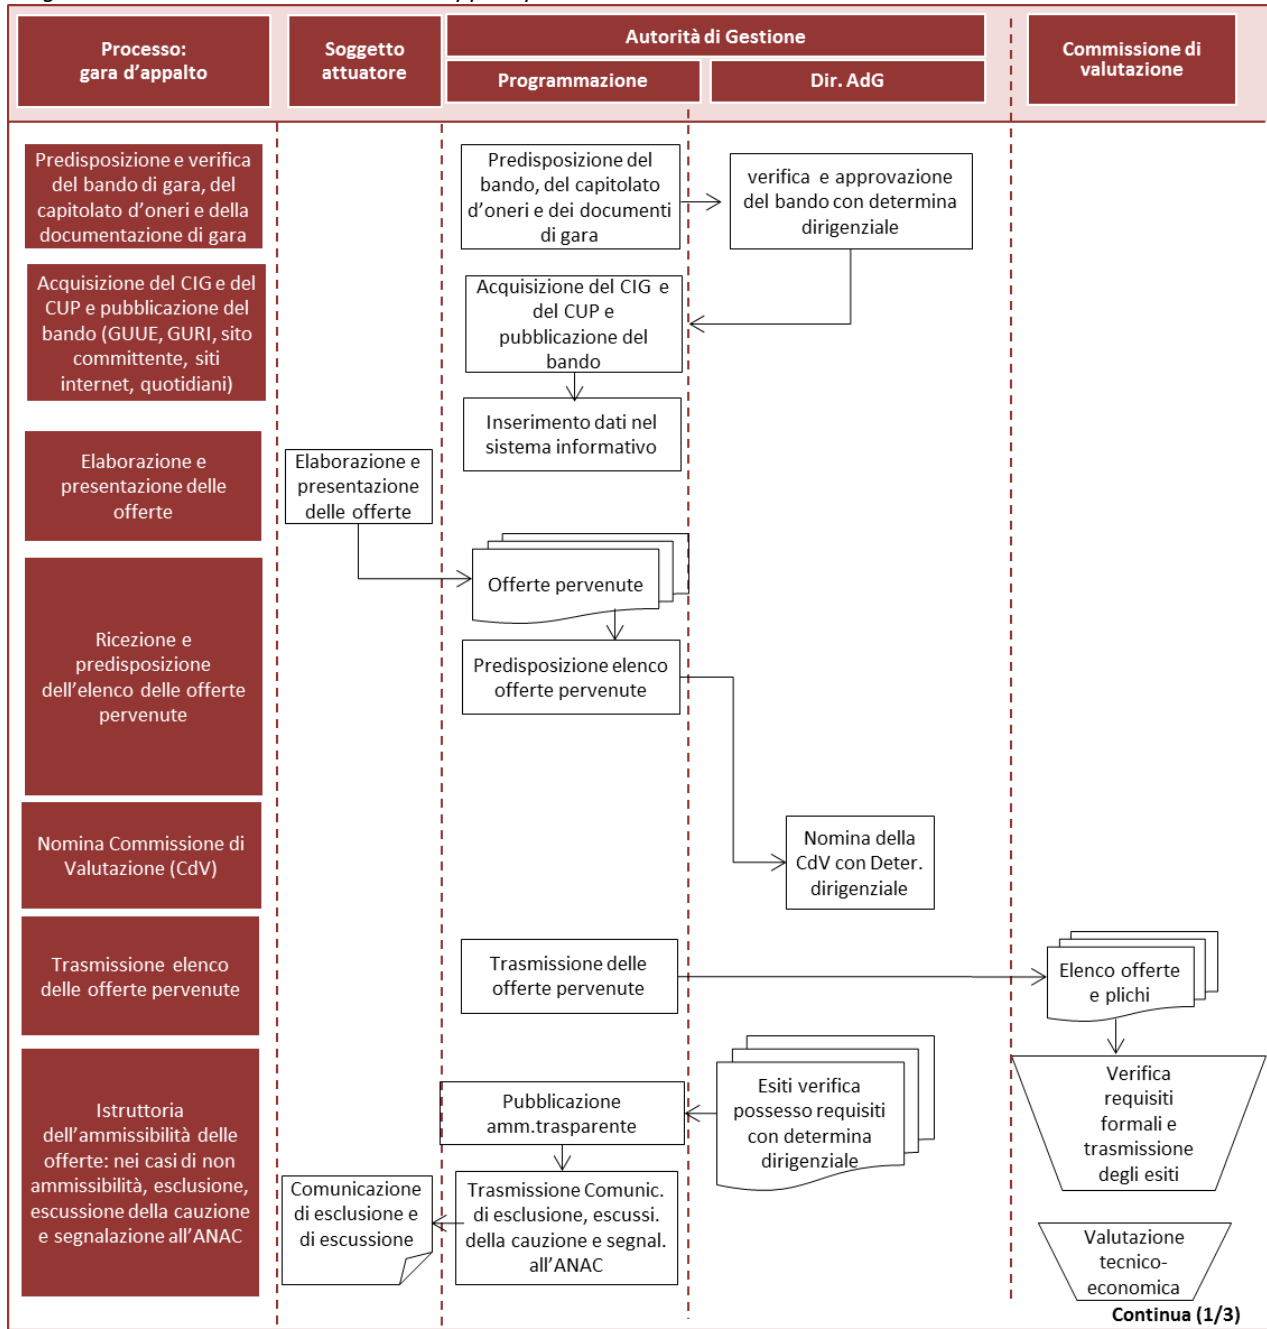 Processo:
gara d'appalto
Soggetto
attuatore
Autorità di Gestione
Programmazione
Dir. AdG
Commissione di
valutazione
Predisposizione e verifica
del bando di gara, del
capitolato d'oneri e della
documentazione di gara
Predisposizione del
bando, del capitolato
d'oneri e dei documenti
di gara
verifica e approvazione
del bando con determina
dirigenziale
Acquisizione del CIG e del
CUP e pubblicazione del
bando (GUUE, GURI, sito
committente, siti
internet, quotidiani)
Acquisizione del CIG e
del CUP e
pubblicazione del
bando
Inserimento dati nel
sistema informativo
Elaborazione e
presentazione delle
offerte
Elaborazione e
presentazione
delle offerte
Offerte pervenute
Ricezione e
predisposizione
dell'elenco delle offerte
pervenute
Predisposizione elenco
offerte pervenute
Nomina Commissione di
Valutazione (CdV)
Nomina della
CdV con Deter.
dirigenziale
Trasmissione elenco
delle offerte pervenute
Trasmissione delle
offerte pervenute
Elenco offerte
e plichi
Istruttoria
dell'ammissibilità delle
offerte: nei casi di non
ammissibilità, esclusione,
escussione della cauzione
e segnalazione all'ANAC
Pubblicazione
amm.trasparente
Esiti verifica
possesso requisiti
con determina
dirigenziale
Verifica
requisiti
formali e
trasmissione
degli esiti
Comunicazione
di esclusione e
di escussione
Trasmissione Comunic.
di esclusione, escussi.
della cauzione e segnal.
all'ANAC
Valutazione
tecnico-
economica
Continua (1/3)